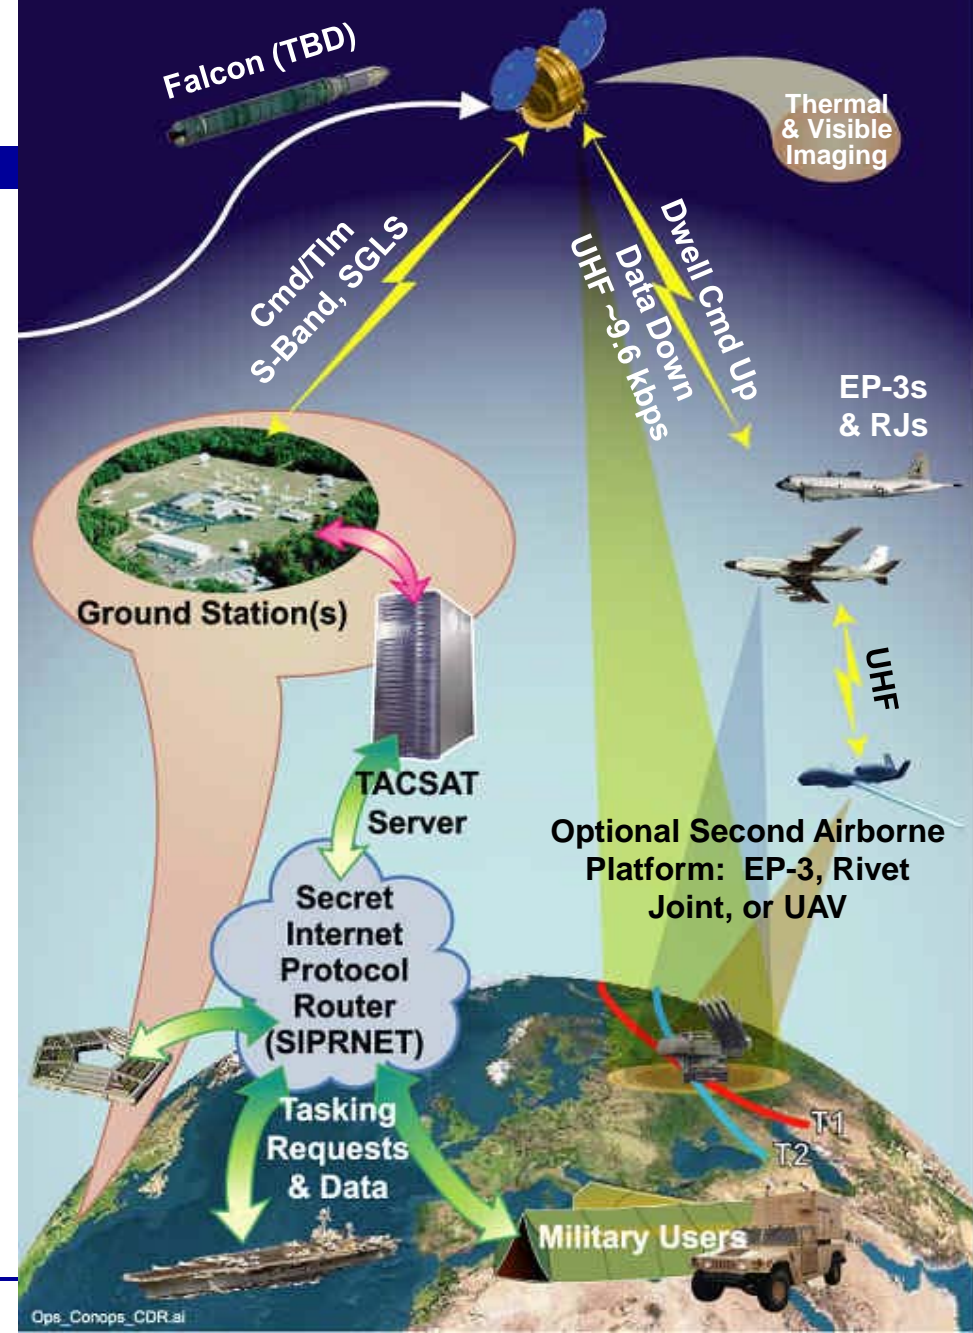 Falcon (TBD)
Thermal
& Visible
Imaging
Cmd/Tlm
S-Band, SGLS
Dwell Cmd Up
Data Down
UHF ~9.6 kbps
EP-3s
& RJs
Ground Station(s)
UHF
TACSAT
Server
Optional Second Airborne
Platform: EP-3, Rivet
Joint, or UAV
Secret
Internet
Protocol
Router
(SIPRNET)
Tasking
Requests
& Data
T1
T2
Military Users
Ops_Conops_CDR.ai